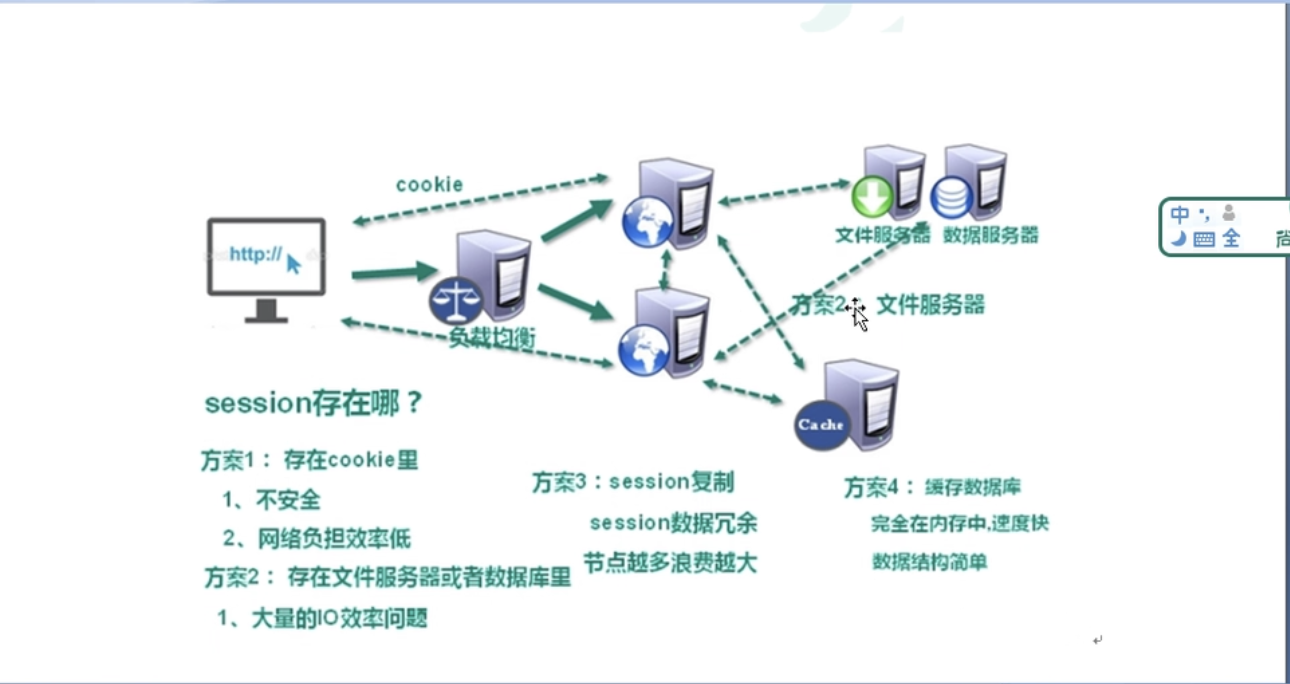 cookie
http://
文件服务器 数据服务器
负载均衡
方案2 文件服务器
Cache
session存在哪？
方案1： 存在cookie里
1、不安全
2、网络负担效率低
方案2： 存在文件服务器或者数据库里
1、大量的IO效率问题
方案3：session复制
session数据冗余
节点越多浪费越大
方案4： 缓存数据库
完全在内存中,速度快
数据结构简单
中 •,
全